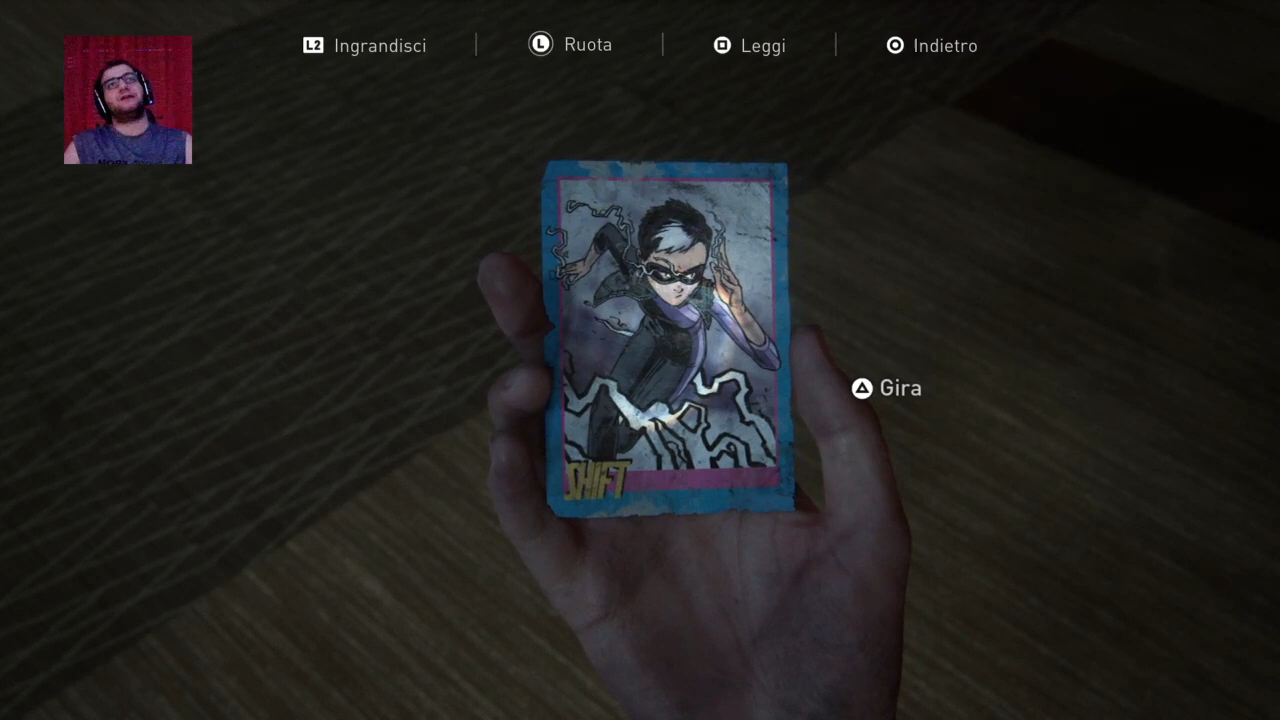 L2 Ingrandisci
L Ruota
Leggi
Indietro
Gira
SHIFT